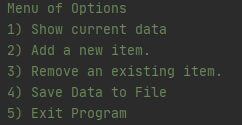 Menu of Options
1) Show current data
2) Add a new item.
3) Remove an existing item.
4) Save Data to File
5) Exit Program